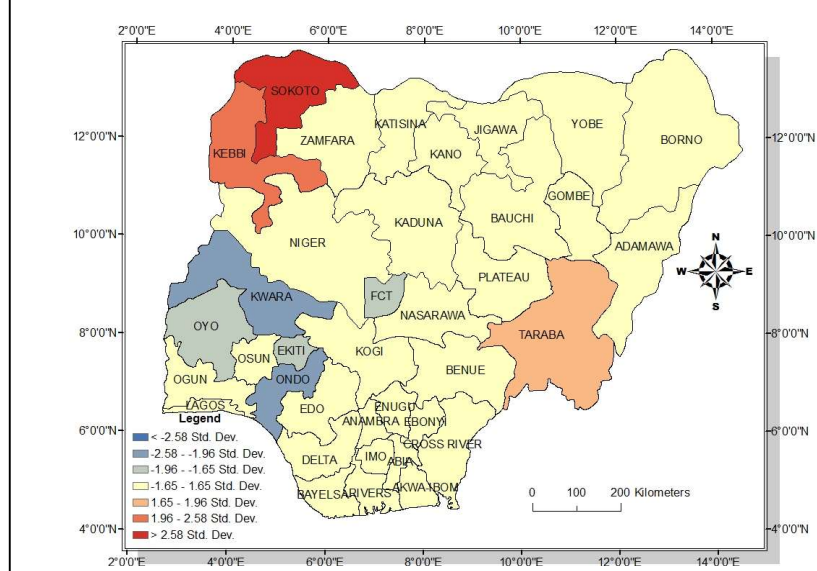 2°0'0"E 4°0'0"E 6°0'0"E 8°0'0"E 10°0'0"E 12°0'0"E 14°0'0"E
SOKOTO
KATISINA
JIGAWA
YOBE
12°0'0"N
ZAMFARA
BORNO
12°0'0"N
KEBBI
KANO
GOMBE
KADUNA
BAUCHI
10°0'0"N
NIGER
ADAMAWA
10°0'0"N
N
W E
S
PLATEAU
KWARA
FCT
NASARAWA
8°0'0"N
OYO
TARABA
8°0'0"N
OSUN
EKITI
KOGI
BENUE
OGUN
ONDO
LAGOS
EDO
ENUGU
ANAMBRA
EBONYI
6°0'0"N
6°0'0"N
CROSS RIVER
DELTA
IMO
ABIA
BAYELSA
RIVERS
AKWA-IBOM
Legend
< -2.58 Std. Dev.
-2.58 - -1.96 Std. Dev.
-1.96 - -1.65 Std. Dev.
-1.65 - 1.65 Std. Dev.
1.65 - 1.96 Std. Dev.
1.96 - 2.58 Std. Dev.
> 2.58 Std. Dev.
0 100 200 Kilometers
4°0'0"N
4°0'0"N
2°0'0"E 4°0'0"E 6°0'0"E 8°0'0"E 10°0'0"E 12°0'0"E 14°0'0"E